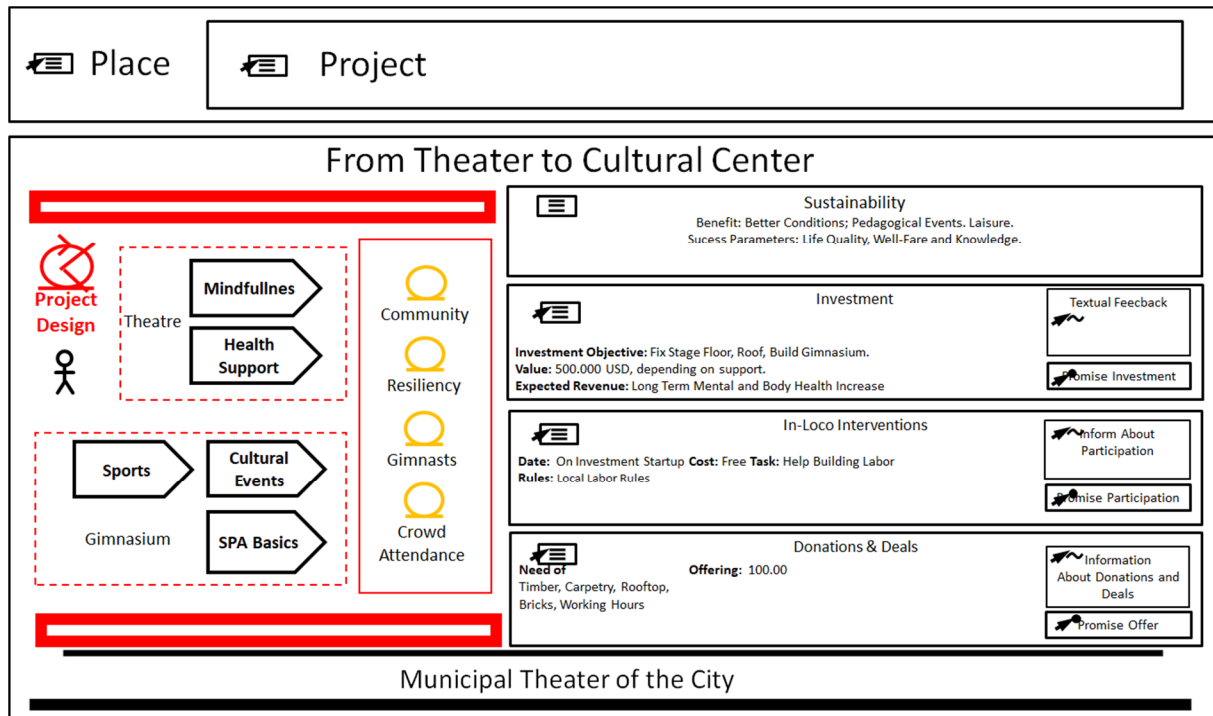 Place
Project
From Theater to Cultural Center
Project
Design
Theatre
Mindfullnes
Health
Support
Sports
Cultural
Events
Gimnasium
SPA Basics
Community
Resiliency
Gimnasts
Crowd
Attendance
Sustainability
Benefit: Better Conditions; Pedagogical Events. Laisure.
Sucess Parameters: Life Quality, Well-Fare and Knowledge.
Investment
Investment Objective: Fix Stage Floor, Roof, Build Gimnasium.
Value: 500.000 USD, depending on support.
Expected Revenue: Long Term Mental and Body Health Increase
Textual Feecback
Promise Investment
In-Loco Interventions
Date: On Investment Startup Cost: Free Task: Help Building Labor
Rules: Local Labor Rules
Inform About
Participation
Promise Participation
Donations & Deals
Need of
Timber, Carpetry, Rooftop,
Bricks, Working Hours
Offering: 100.00
Information
About Donations and
Deals
Promise Offer
Municipal Theater of the City